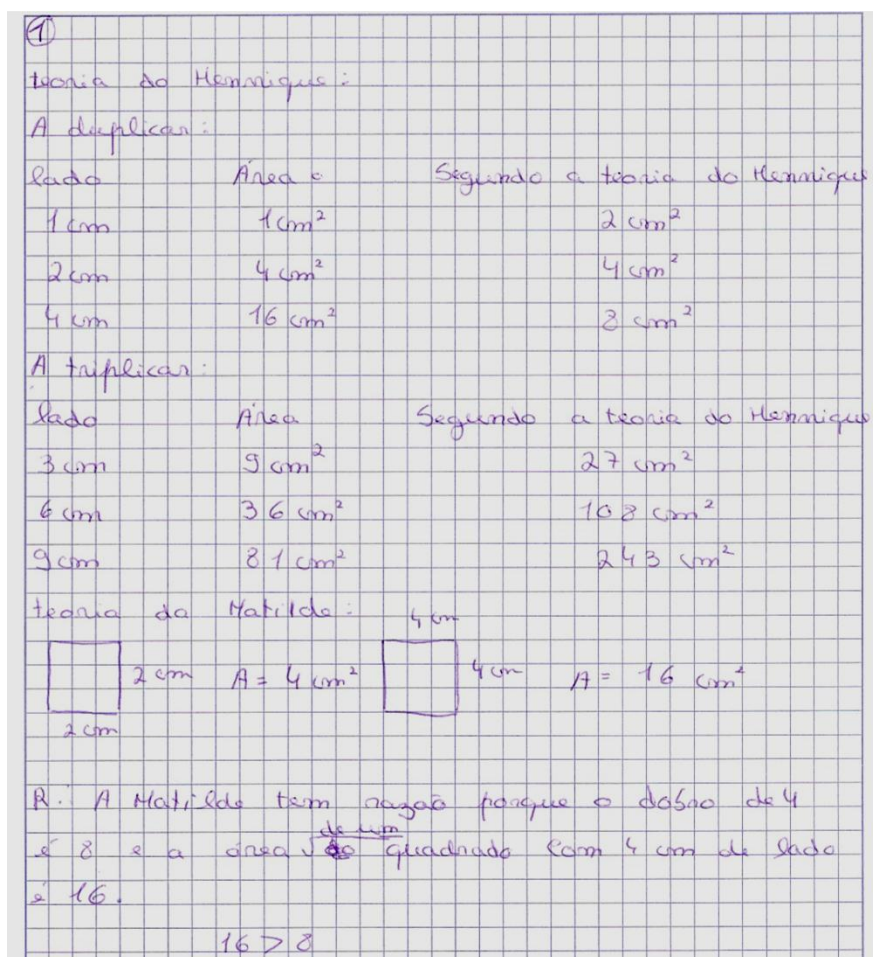 1
teoria do Henrique:
A duplicar:
lado Área Segundo a teoria do Henrique
1 cm 1 cm² 2 cm²
2 cm 4 cm² 4 cm²
4 cm 16 cm² 8 cm²
A triplicar:
lado Área Segundo a teoria do Henrique
3 cm 9 cm² 27 cm²
6 cm 36 cm² 108 cm²
9 cm 81 cm² 243 cm²
teoria da Matilde: 4 cm
2 cm A = 4 cm² 4 cm A = 16 cm²
2 cm
R.: A Matilde tem razão porque o dobro de 4
é 8 e a área de um quadrado com 4 cm de lado
é 16.
16 > 8